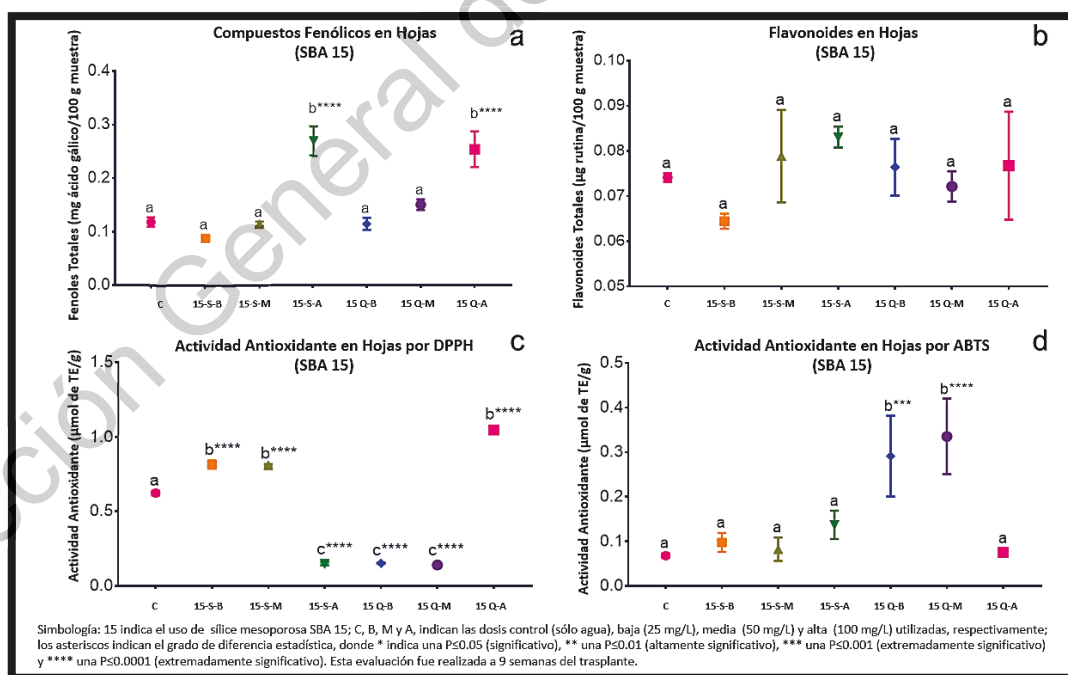 Compuestos Fenólicos en Hojas
(SBA 15)
a
Fenoles Totales (mg ácido gálico/100 g muestra)
0.4
0.3
0.2
0.1
0.0
a
a
a
b****
a
a
b****
C
15-S-B
15-S-M
15-S-A
15 Q-B
15 Q-M
15 Q-A
Flavonoides en Hojas
(SBA 15)
b
Flavonoides Totales (µg rutina/100 g muestra)
0.10
0.09
0.08
0.07
0.06
0.05
a
a
a
a
a
a
a
C
15-S-B
15-S-M
15-S-A
15 Q-B
15 Q-M
15 Q-A
Actividad Antioxidante en Hojas por DPPH
(SBA 15)
c
Actividad Antioxidante (µmol de TE/g)
1.5
1.0
0.5
0.0
a
b****
b****
c****
c****
c****
b****
C
15-S-B
15-S-M
15-S-A
15 Q-B
15 Q-M
15 Q-A
Actividad Antioxidante en Hojas por ABTS
(SBA 15)
d
Actividad Antioxidante (µmol de TE/g)
0.5
0.4
0.3
0.2
0.1
0.0
a
a
a
a
b***
b****
a
C
15-S-B
15-S-M
15-S-A
15 Q-B
15 Q-M
15 Q-A
Simbología: 15 indica el uso de sílice mesoporosa SBA 15; C, B, M y A, indican las dosis control (sólo agua), baja (25 mg/L), media (50 mg/L) y alta (100 mg/L) utilizadas, respectivamente;
los asteriscos indican el grado de diferencia estadística, donde * indica una P≤0.05 (significativo), ** una P≤0.01 (altamente significativo), *** una P≤0.001 (extremadamente significativo)
y **** una P≤0.0001 (extremadamente significativo). Esta evaluación fue realizada a 9 semanas del trasplante.
cción General de